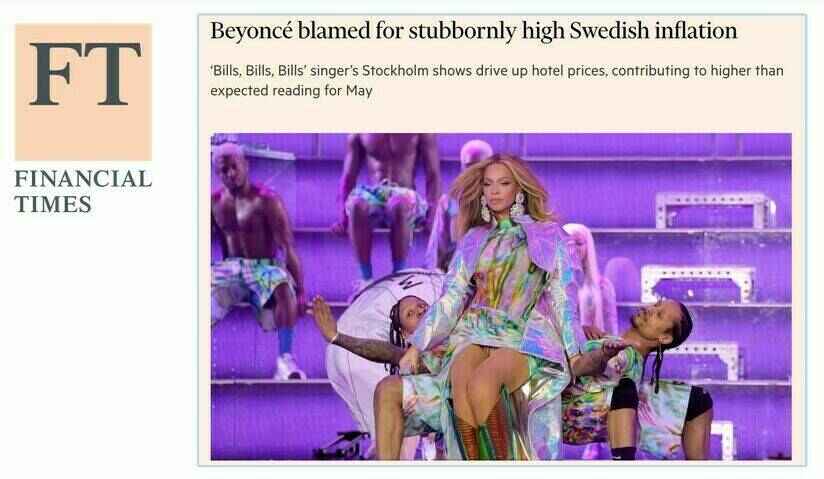 FT
FINANCIAL
TIMES
Beyoncé blamed for stubbornly high Swedish inflation
‘Bills, Bills, Bills’ singer’s Stockholm shows drive up hotel prices, contributing to higher than
expected reading for May